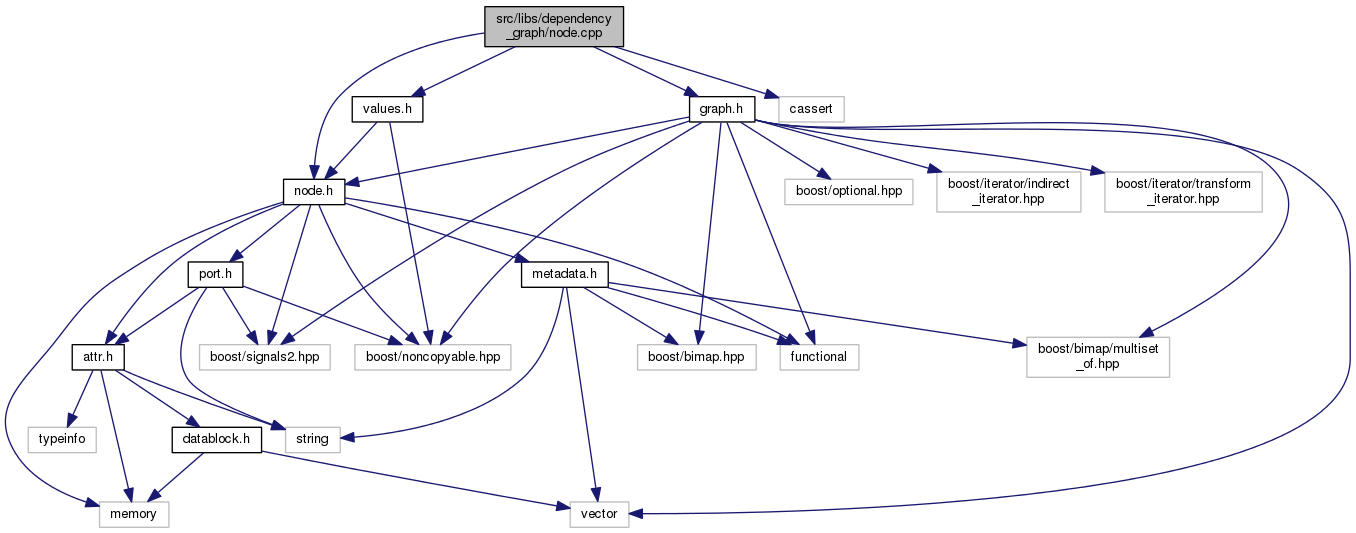 src/libs/dependency
_graph/node.cpp
values.h
graph.h
cassert
node.h
boost/optional.hpp
boost/iterator/indirect
_iterator.hpp
boost/iterator/transform
_iterator.hpp
port.h
metadata.h
attr.h
boost/signals2.hpp
boost/noncopyable.hpp
boost/bimap.hpp
functional
boost/bimap/multiset
_of.hpp
typeinfo
datablock.h
string
memory
vector